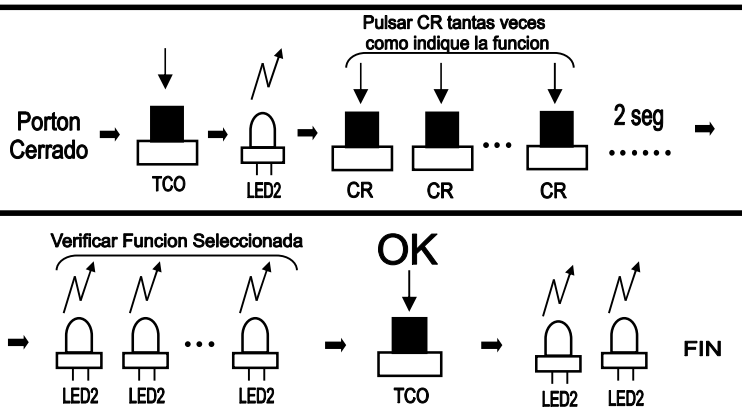 Pulsar CR tantas veces
como indique la funcion
Porton
Cerrado
TCO
LED2
CR
CR
...
CR
2 seg
......
Verificar Funcion Seleccionada
LED2
LED2
...
LED2
OK
TCO
LED2
LED2
FIN